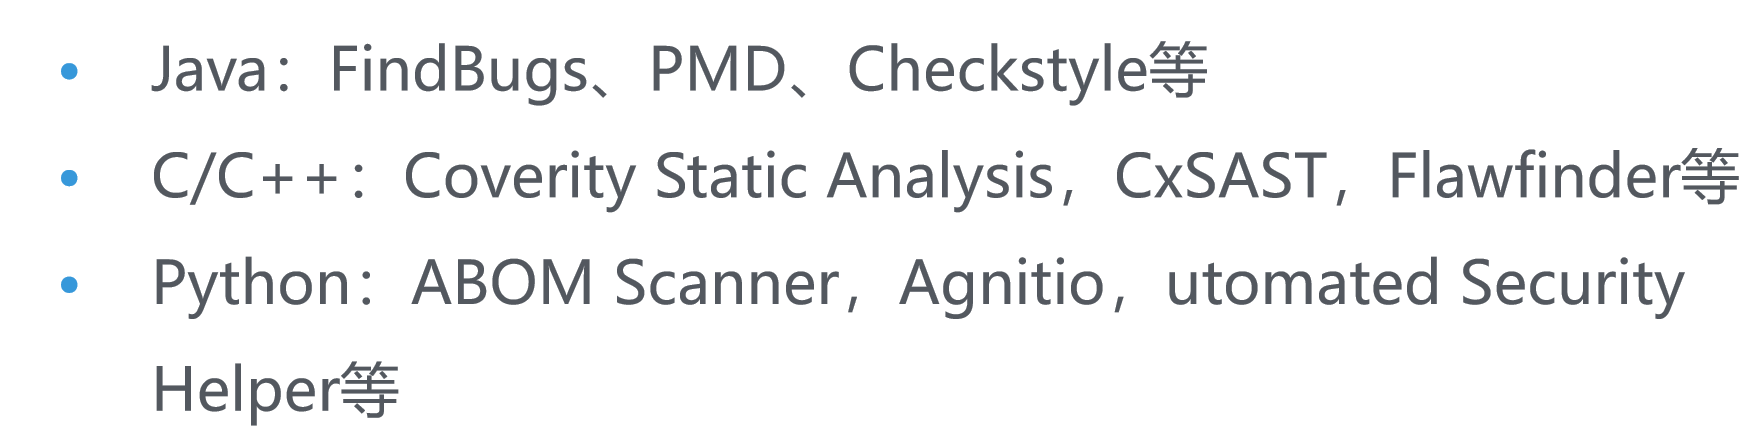 • Java：FindBugs、PMD、Checkstyle等
• C/C++：Coverity Static Analysis，CxSAST，Flawfinder等
• Python：ABOM Scanner，Agnitio，utomated Security
Helper等